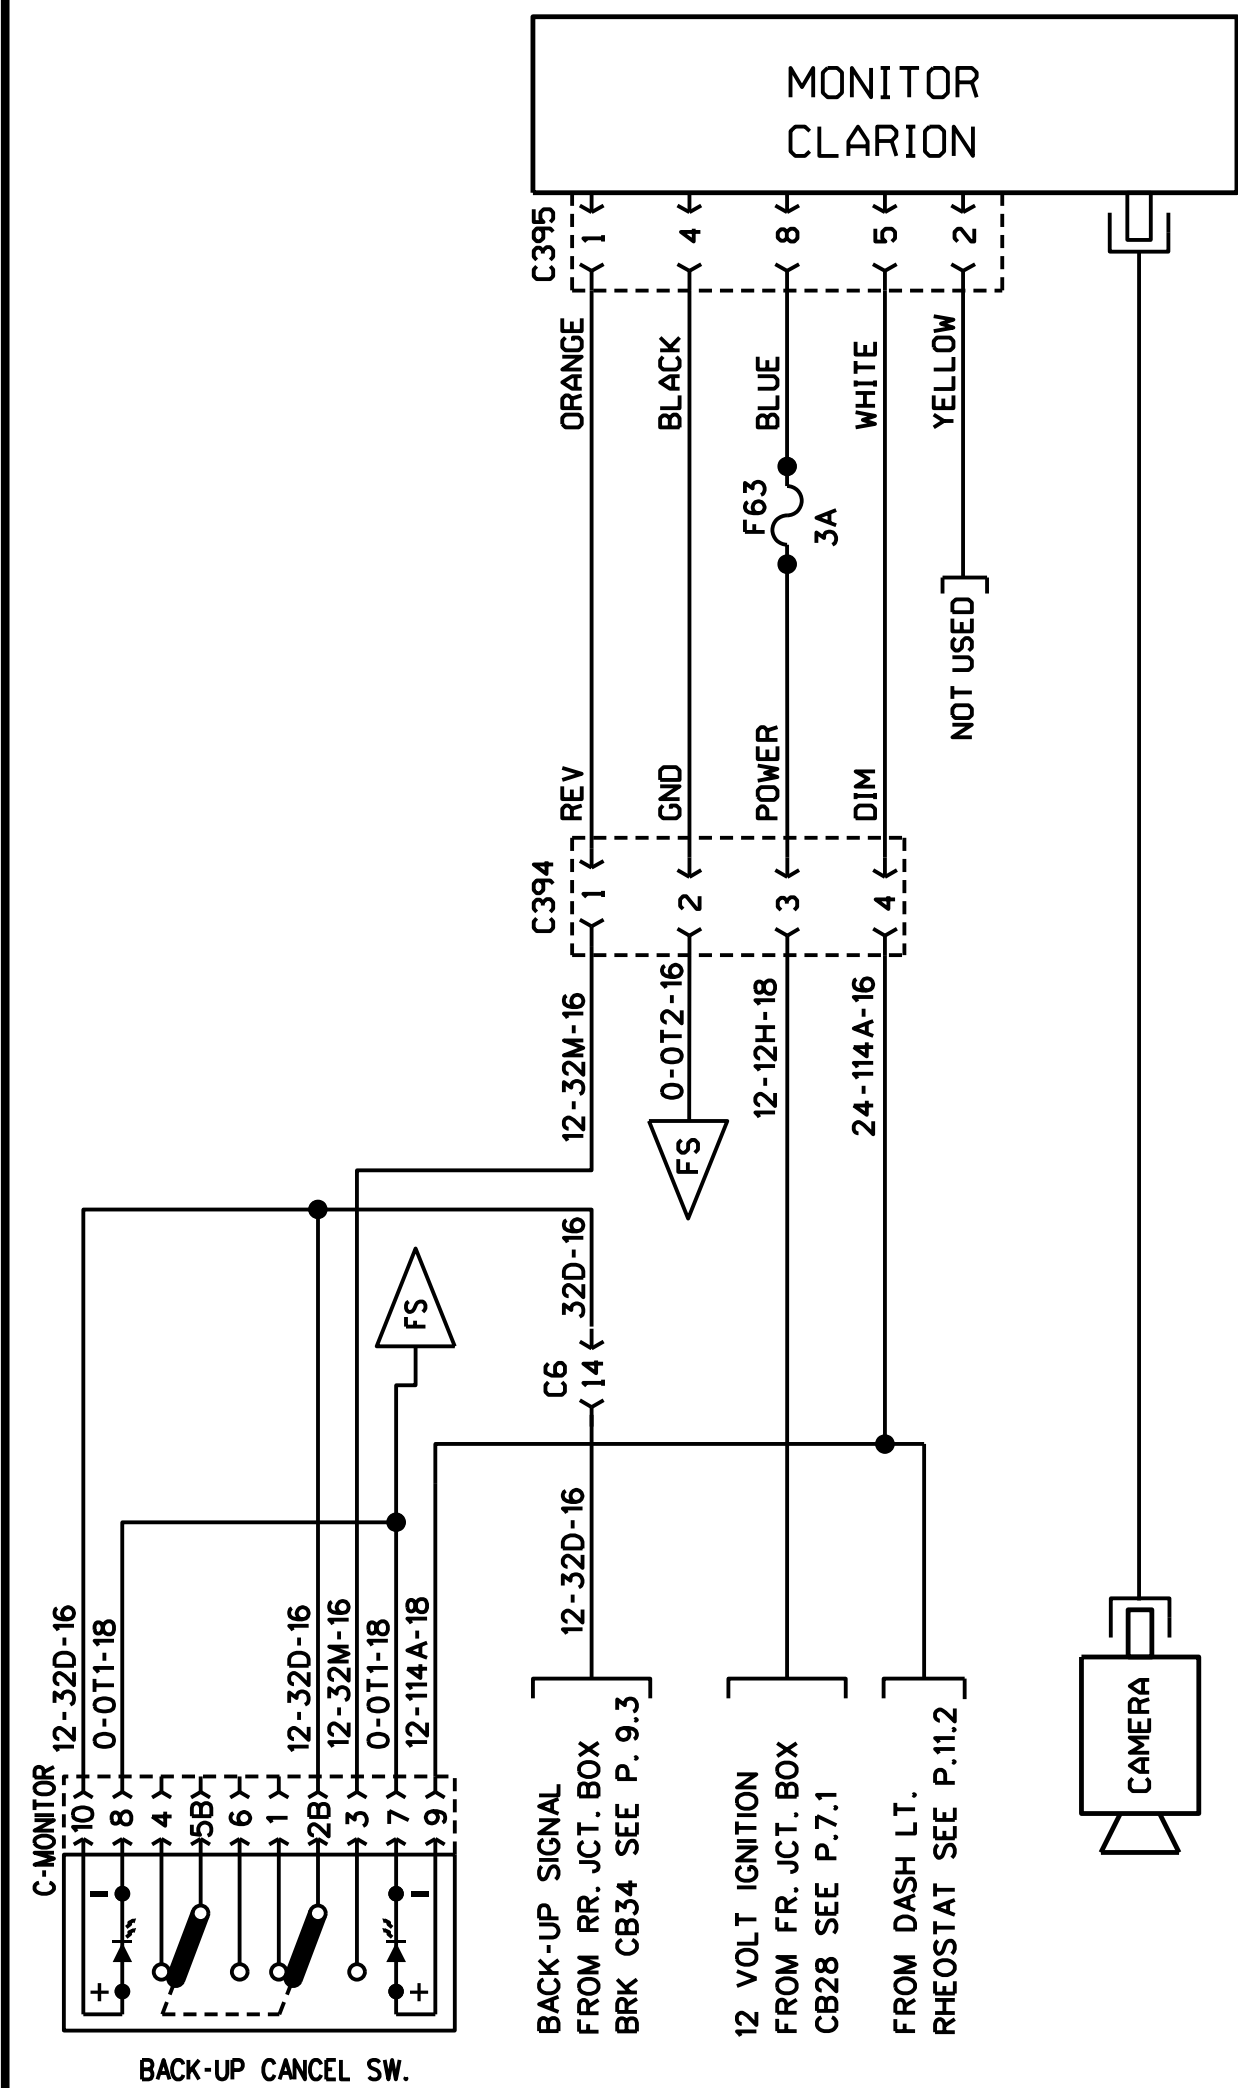 MONITOR
CLARION
C395
1
4
8
5
2
ORANGE
BLACK
BLUE
WHITE
YELLOW
F63
3A
NOT USED
REV
GND
POWER
DIM
C394
1
2
3
4
12-32M-16
0-0T2-16
12-12H-18
24-114A-16
FS
32D-16
FS
C6
14
12-32D-16
12-32D-16
0-0T1-18
12-32D-16
12-32M-16
0-0T1-18
12-114A-18
C-MONITOR
10
8
4
5B
6
1
2B
3
7
9
-
-
+
+
BACK-UP CANCEL SW.
BACK-UP SIGNAL
FROM RR. JCT. BOX
BRK CB34 SEE P. 9.3
12 VOLT IGNITION
FROM FR. JCT. BOX
CB28 SEE P.7.1
FROM DASH LT.
RHEOSTAT SEE P.11.2
CAMERA